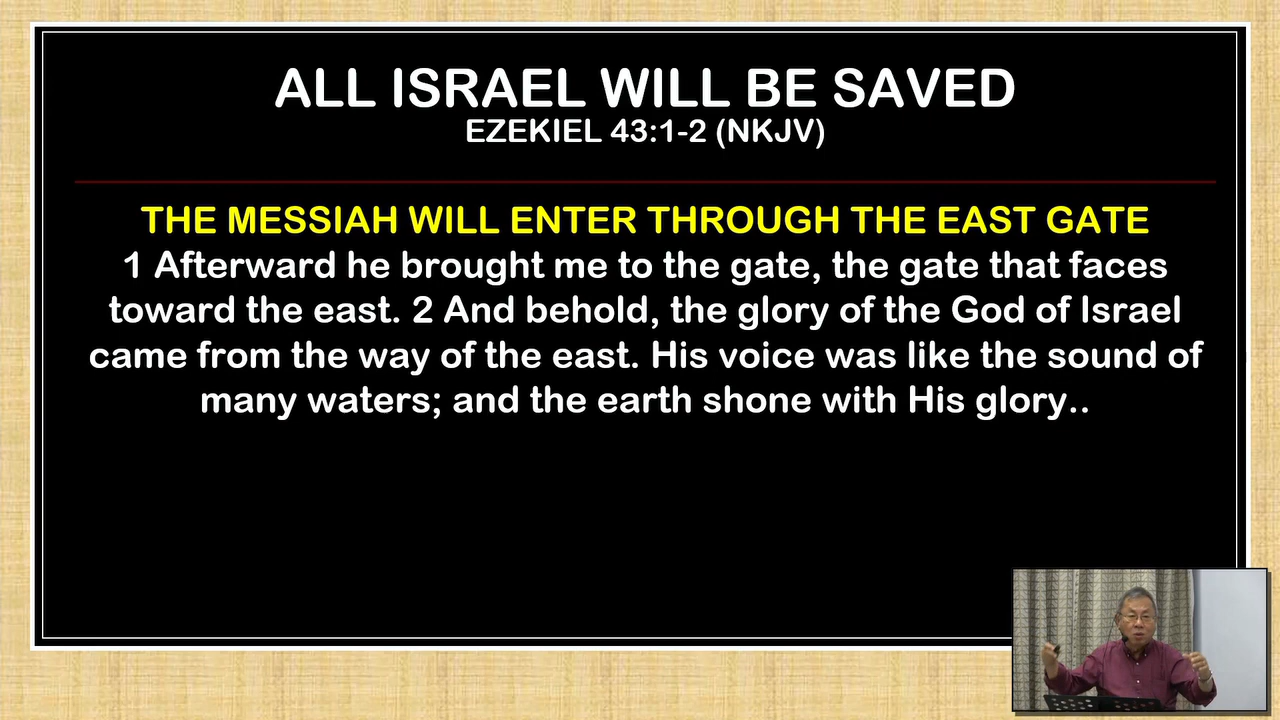 ALL ISRAEL WILL BE SAVED
EZEKIEL 43:1-2 (NKJV)
THE MESSIAH WILL ENTER THROUGH THE EAST GATE
1 Afterward he brought me to the gate, the gate that faces
toward the east. 2 And behold, the glory of the God of Israel
came from the way of the east. His voice was like the sound of
many waters; and the earth shone with His glory..